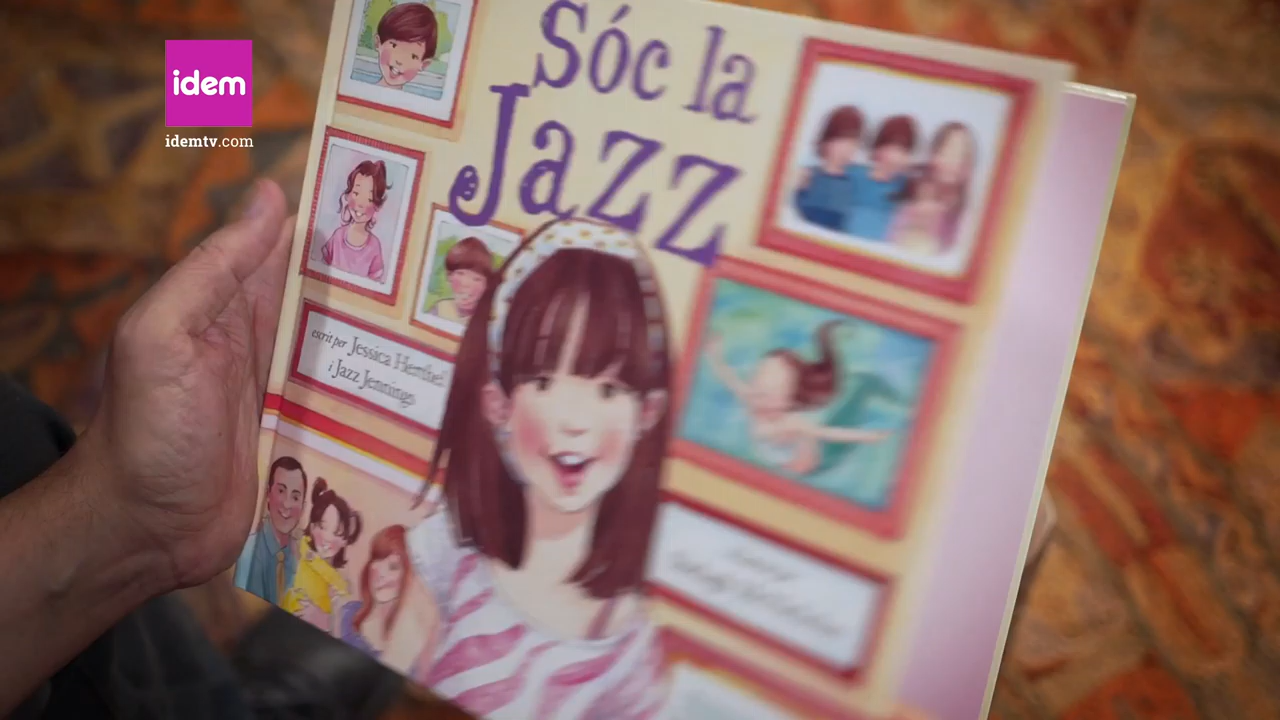 idem
idemtv.com
Sóc la
Jazz
escrit per Jessica Herthel
i Jazz Jennings